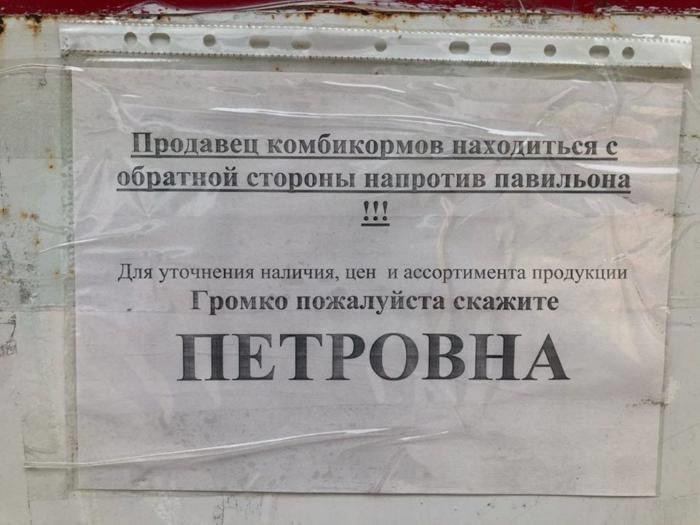 Продавец комбикормов находиться с
обратной стороны напротив павильона
!!!
Для уточнения наличия, цен и ассортимента продукции
Громко пожалуйста скажите
ПЕТРОВНА